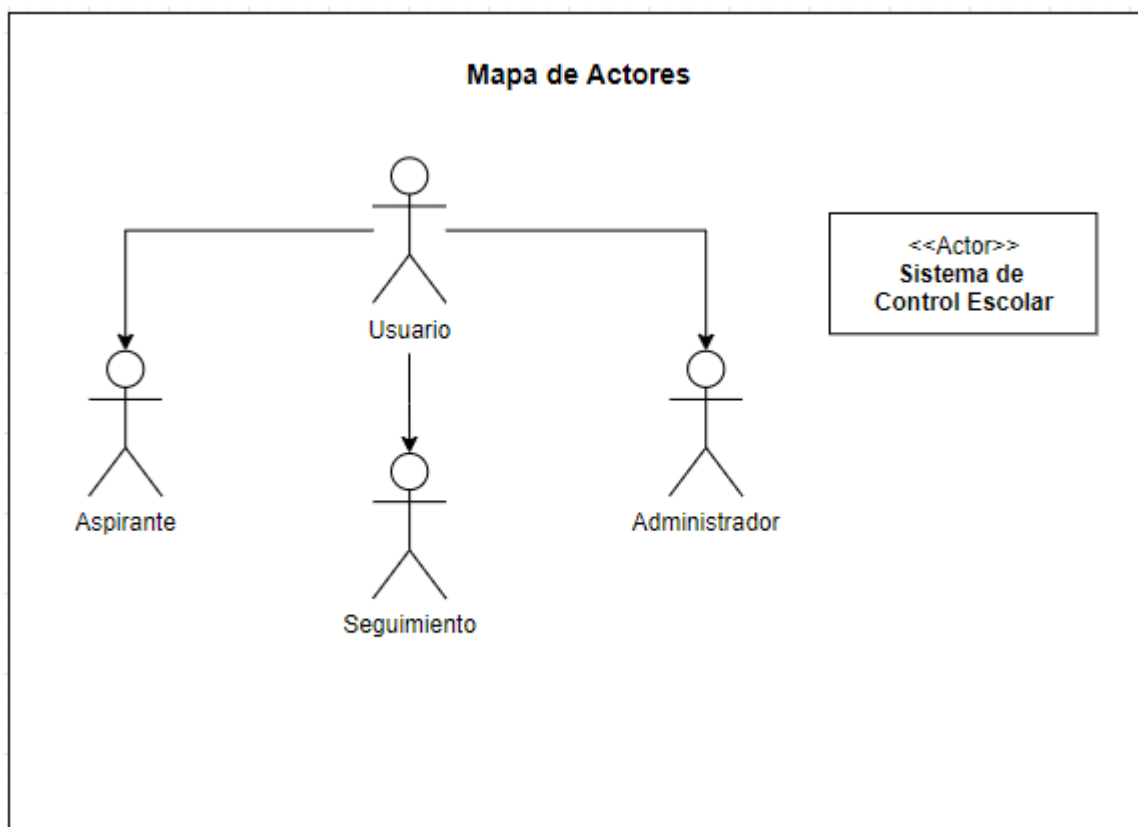 Mapa de Actores
Usuario
<<Actor>>
Sistema de
Control Escolar
Aspirante
Administrador
Seguimiento